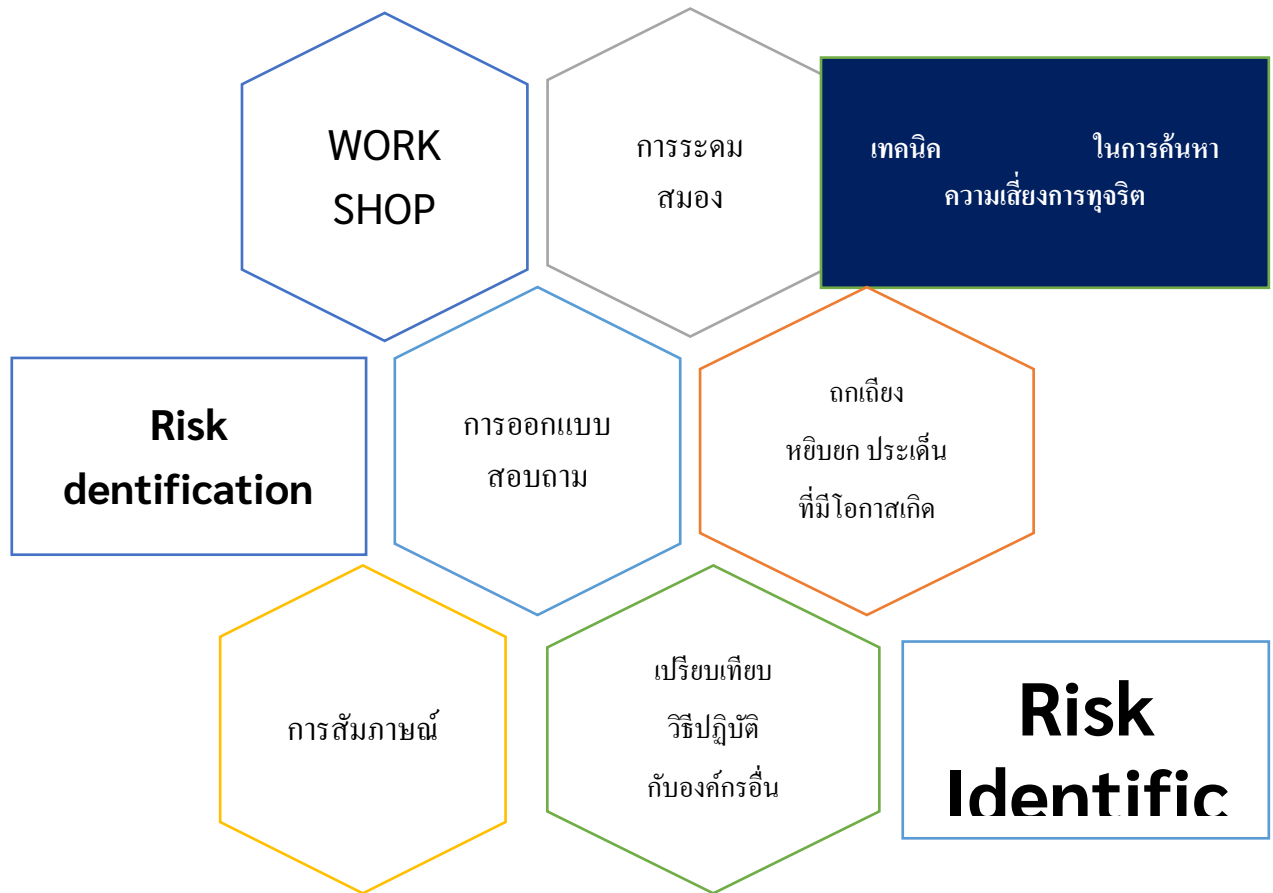 WORK
SHOP
การระดม
สมอง
เทคนิค ในการค้นหา
ความเสี่ยงการทุจริต
Risk
dentification
การออกแบบ
สอบถาม
ถกเถียง
หยิบยก ประเด็น
ที่มีโอกาสเกิด
การสัมภาษณ์
เปรียบเทียบ
วิธีปฏิบัติ
กับองค์กรอื่น
Risk
Identific